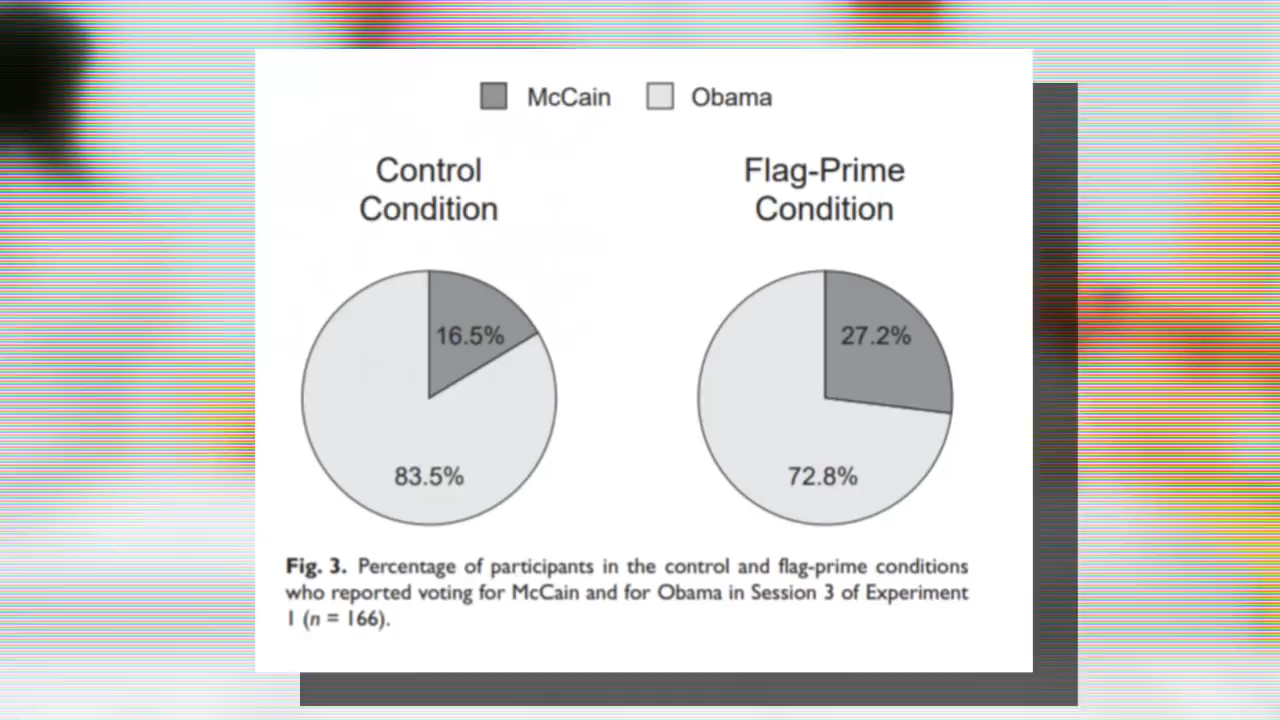 McCain Obama
Control
Condition
Flag-Prime
Condition
16.5%
83.5%
27.2%
72.8%
Fig. 3. Percentage of participants in the control and flag-prime conditions
who reported voting for McCain and for Obama in Session 3 of Experiment
1 (n = 166).